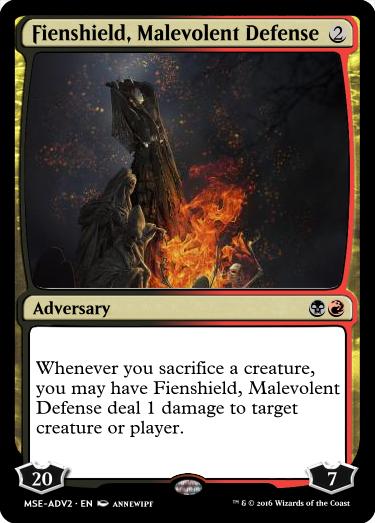 Fienshield, Malevolent Defense 2
Adversary
Whenever you sacrifice a creature,
you may have Fienshield, Malevolent
Defense deal 1 damage to target
creature or player.
20
7
MSE-ADV2 • EN ANNEWIPF
™ & © 2016 Wizards of the Coast